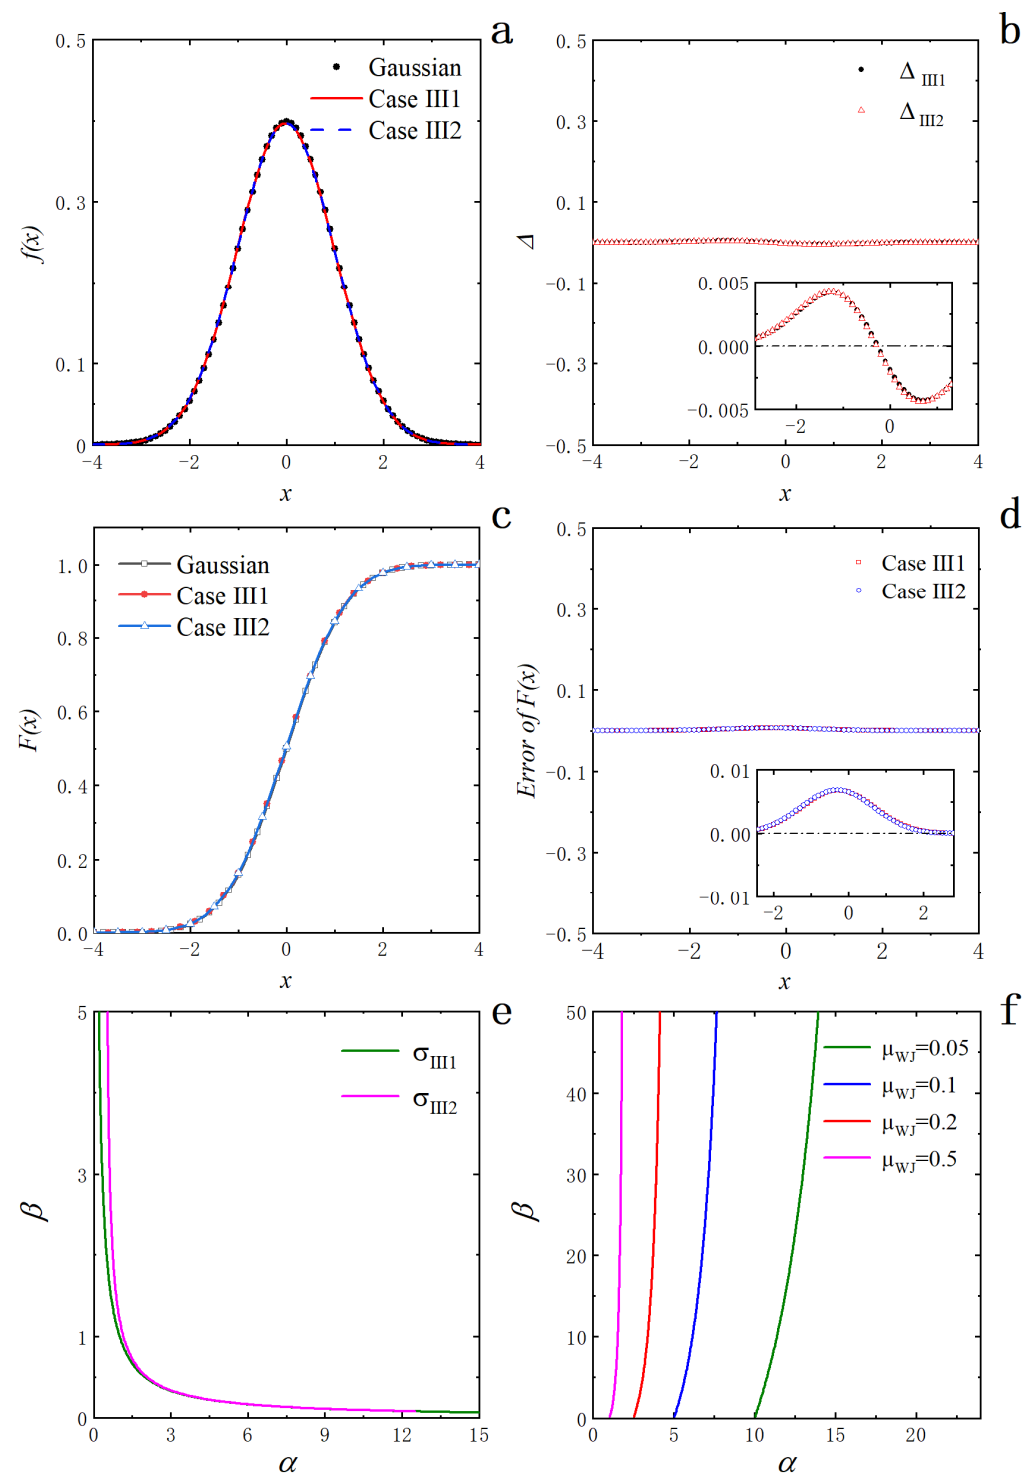 a
0.5
0.3
0.1
0
f(x)
Gaussian
Case III1
Case III2
-4 -2 0 2 4
x
b
0.5
0.3
0.1
-0.1
-0.3
-0.5
Δ
Δ III1
Δ III2
0.005
0.000
-0.005
-2 0
-4 -2 0 2 4
x
c
1.0
0.8
0.6
0.4
0.2
0.0
F(x)
Gaussian
Case III1
Case III2
-4 -2 0 2 4
x
d
0.5
0.3
0.1
-0.1
-0.3
-0.5
Error of F(x)
Case III1
Case III2
0.01
0.00
-0.01
-2 0 2
-4 -2 0 2 4
x
e
5
3
1
0
β
σIII1
σIII2
0 3 6 9 12 15
α
f
50
40
30
20
10
0
β
μWJ=0.05
μWJ=0.1
μWJ=0.2
μWJ=0.5
0 5 10 15 20
α